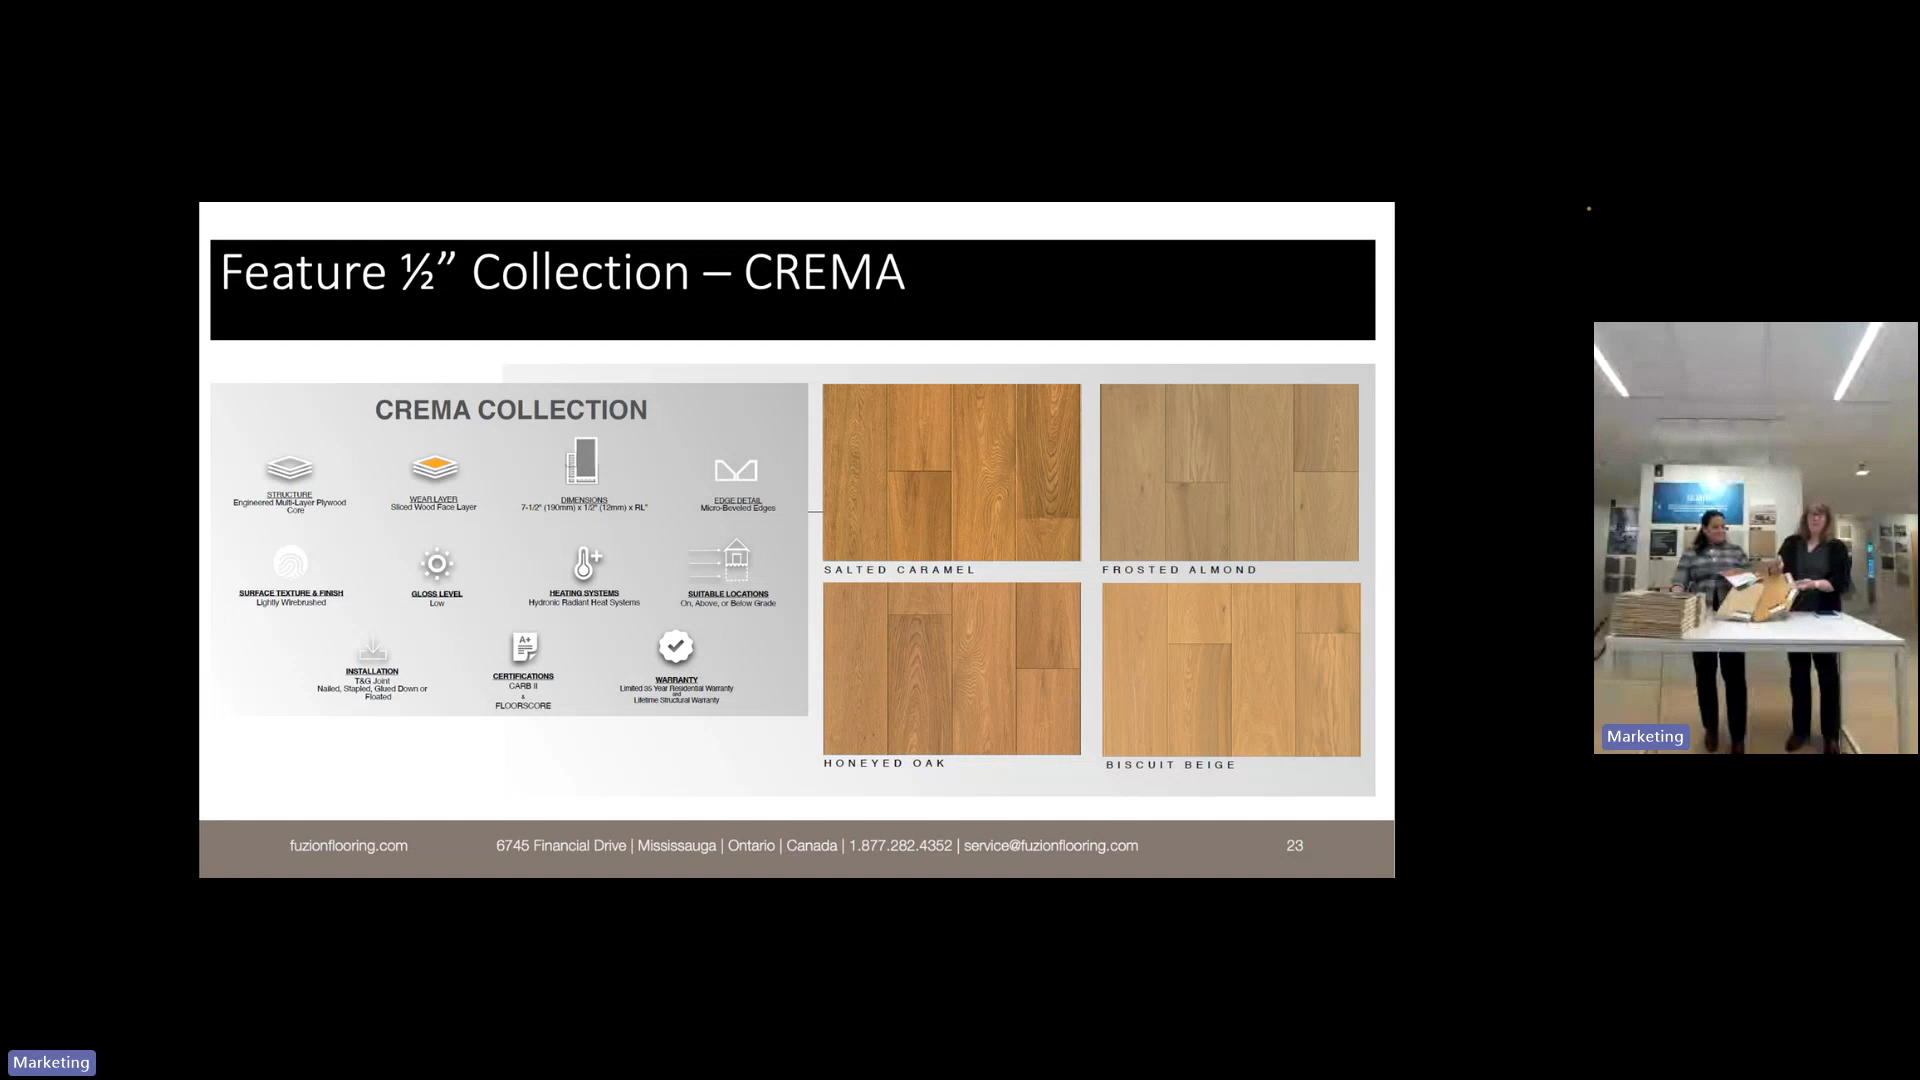 Feature ½” Collection – CREMA
CREMA COLLECTION
STRUCTURE
Engineered Multi-Layer Plywood
Core
WEAR LAYER
Sliced Wood Face Layer
DIMENSIONS
7-1/2" (190mm) x 1/2" (12mm) x RL"
EDGE DETAIL
Micro-Beveled Edges
SURFACE TEXTURE & FINISH
Lightly Wirebrushed
GLOSS LEVEL
Low
HEATING SYSTEMS
Hydronic Radiant Heat Systems
SUITABLE LOCATIONS
On, Above, or Below Grade
INSTALLATION
T&G Joint
Nailed, Stapled, Glued Down or
Floated
A+
CERTIFICATIONS
CARB II
&
FLOORSCORE
WARRANTY
Limited 35 Year Residential Warranty
and
Lifetime Structural Warranty
SALTED CARAMEL
FROSTED ALMOND
HONEYED OAK
BISCUIT BEIGE
fuzionflooring.com
6745 Financial Drive | Mississauga | Ontario | Canada | 1.877.282.4352 | service@fuzionflooring.com
23
Marketing
Marketing